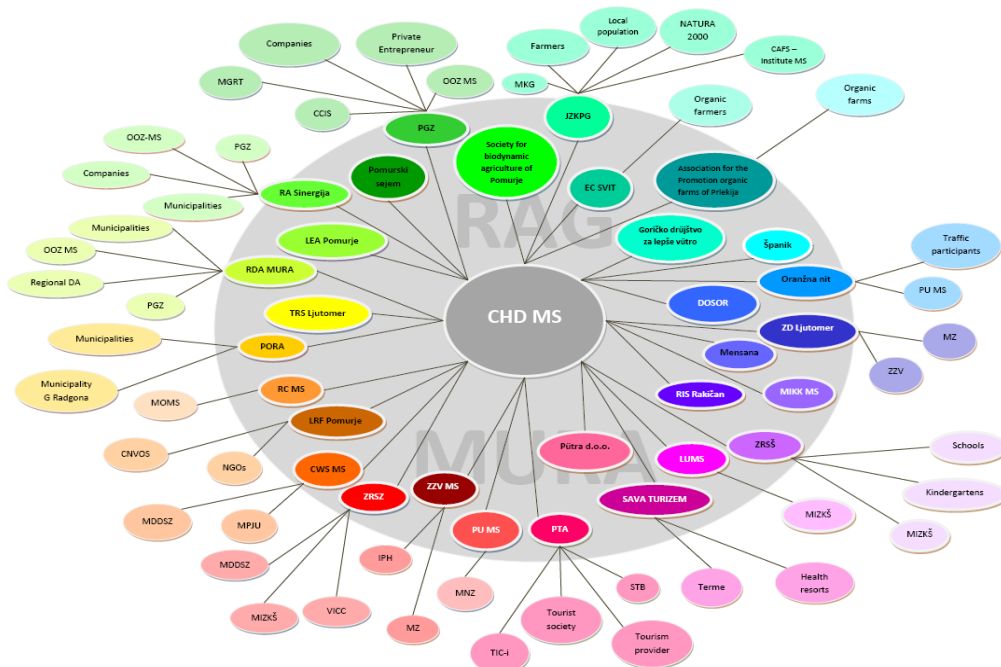 Companies
Private
Entrepreneur
MGRT
OOZ MS
CCIS
PGZ
Farmers
Local
population
NATURA
2000
CAFS –
Institute MS
MKG
JZKPG
Organic
farmers
Organic
farms
OOZ-MS
PGZ
Companies
Municipalities
RA Sinergija
Pomurski
sejem
Society for
biodynamic
agriculture of
Pomurje
EC SVIT
Association for the
Promotion organic
farms of Prlekija
RAG
Municipalities
OOZ MS
Regional DA
PGZ
RDA MURA
LEA Pomurje
Goričko drüjštvo
za lepše vütro
Španik
Oranžna nit
Traffic
participants
PU MS
TRS Ljutomer
CHD MS
DOSOR
ZD Ljutomer
MZ
ZZV
Municipalities
PORA
Mensana
Municipality
G Radgona
MOMS
RC MS
RIS Rakičan
MIKK MS
LRF Pomurje
CNVOS
NGOs
MURA
Pütra d.o.o.
LUMS
ZRSŠ
Schools
Kindergartens
MIZKŠ
MIZKŠ
CWS MS
ZRSZ
ZZV MS
SAVA TURIZEM
MDDSZ
MPJU
PU MS
PTA
MDDSZ
IPH
MIZKŠ
VICC
MZ
MNZ
STB
Terme
Health
resorts
Tourist
society
TIC-i
Tourism
provider